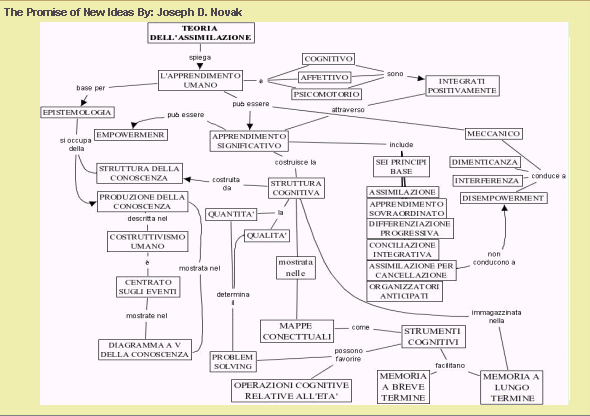 The Promise of New Ideas By: Joseph D. Novak
TEORIA
DELL'ASSIMILAZIONE
spiega
L'APPRENDIMENTO
UMANO
è
COGNITIVO
AFFETTIVO
PSICOMOTORIO
sono
INTEGRATI
POSITIVAMENTE
base per
può essere
attraverso
EPISTEMOLOGIA
può essere
EMPOWERMENR
APPRENDIMENTO
SIGNIFICATIVO
MECCANICO
si occupa
della
include
costruisce la
SEI PRINCIPI
BASE
DIMENTICANZA
INTERFERENZA
conduce a
DISEMPOWERMENT
STRUTTURA DELLA
CONOSCENZA
costruita
da
STRUTTURA
COGNITIVA
ASSIMILAZIONE
APPRENDIMENTO
SOVRAORDINATO
DIFFERENZIAZIONE
PROGRESSIVA
CONCILIAZIONE
INTEGRATIVA
ASSIMILAZIONE PER
CANCELLAZIONE
ORGANIZZATORI
ANTICIPATI
PRODUZIONE DELLA
CONOSCENZA
QUANTITA'
la
QUALITA'
descritta nel
COSTRUTTIVISMO
UMANO
non
conducono a
è
mostrata nel
mostrata
nelle
CENTRATO
SUGLI EVENTI
determina
il
mostrate nel
immagazzinata
nella
MAPPE
CONECTTUALI
come
STRUMENTI
COGNITIVI
DIAGRAMMA A V
DELLA CONOSCENZA
PROBLEM
SOLVING
possono
favorire
facilitano
OPERAZIONI COGNITIVE
RELATIVE ALL'ETA'
MEMORIA
A BREVE
TERMINE
MEMORIA A
LUNGO
TERMINE